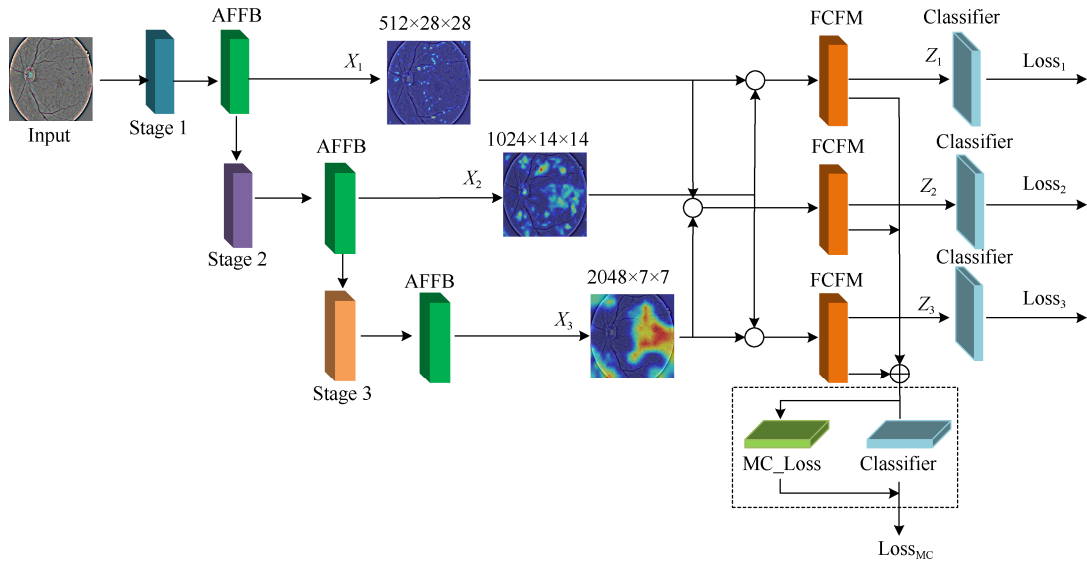 AFFB
512×28×28
FCFM
Classifier
X₁
Z₁
Loss₁
Input
Stage 1
AFFB
1024×14×14
FCFM
Classifier
X₂
Z₂
Loss₂
Stage 2
AFFB
2048×7×7
FCFM
Classifier
X₃
Z₃
Loss₃
Stage 3
MC_Loss
Classifier
Loss_MC